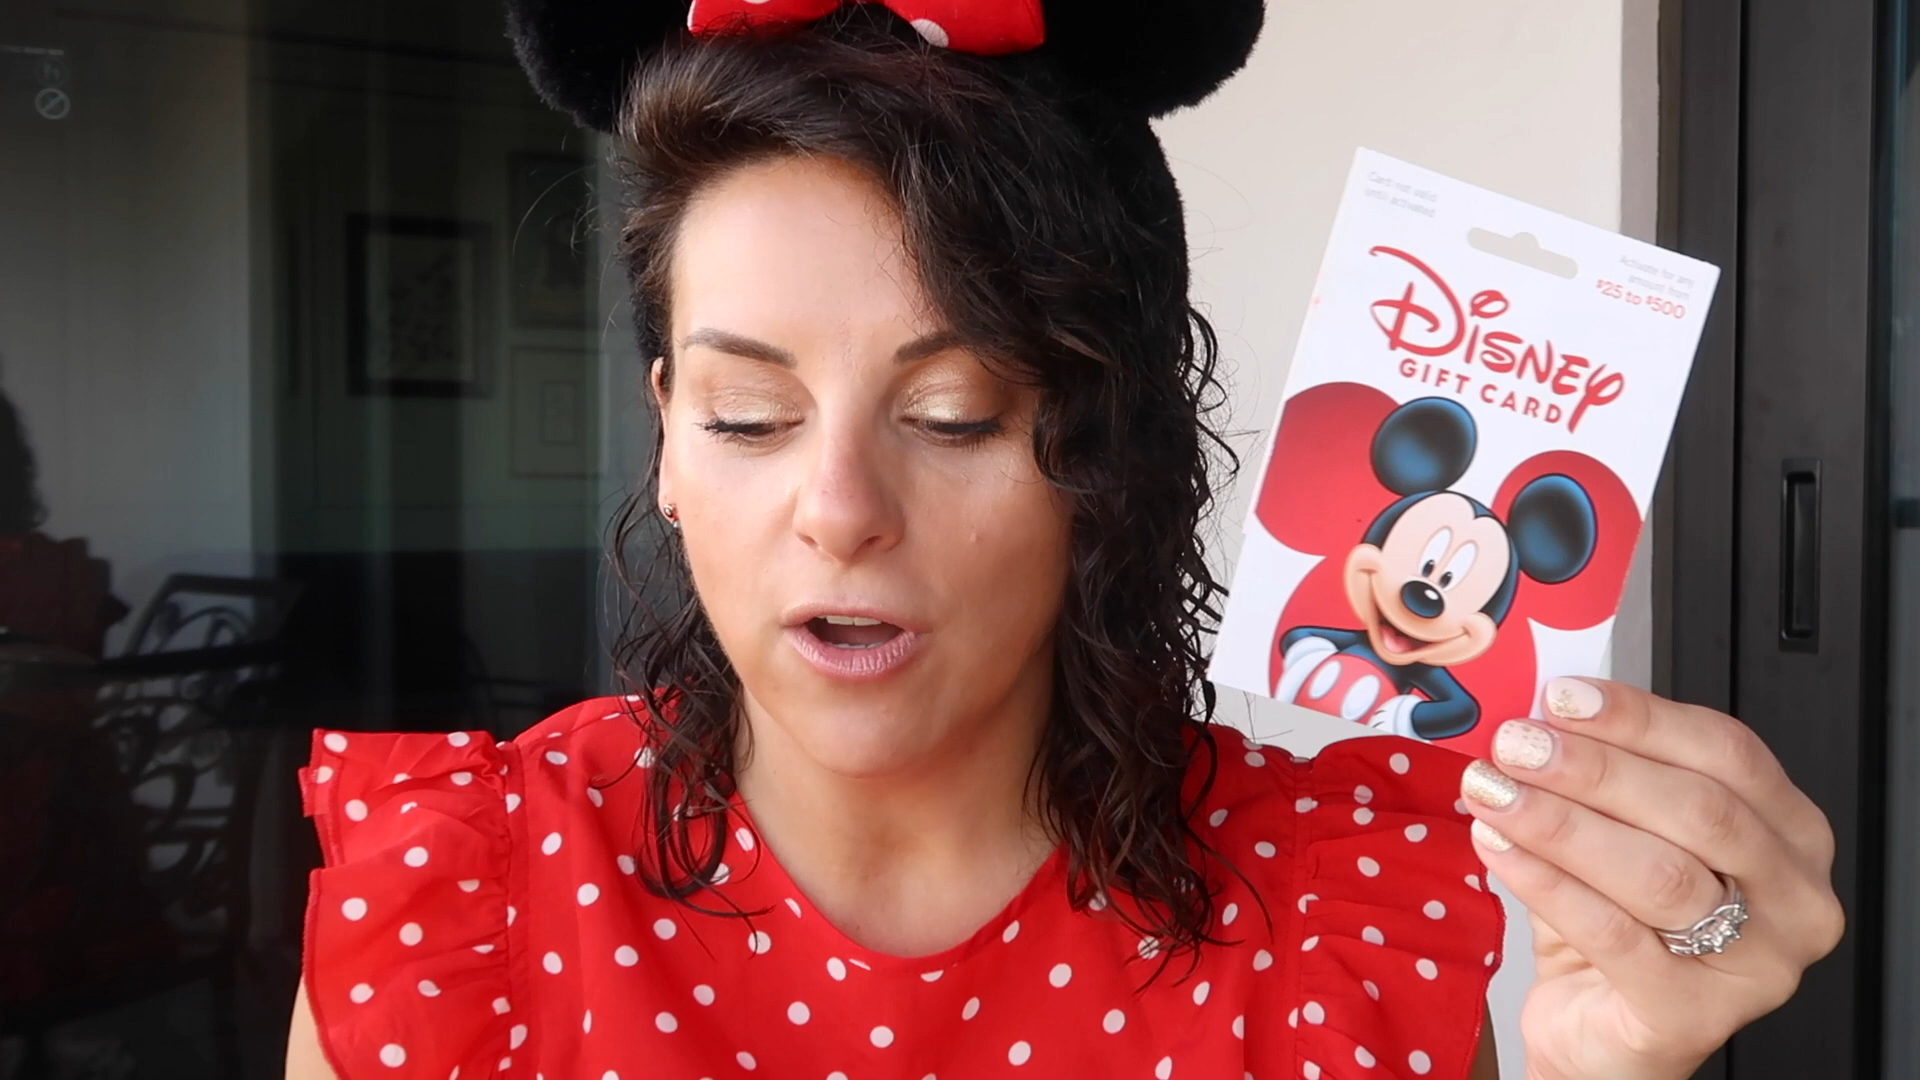 Card not valid
until activated
Activate for any
amount from
$25 to $500
Disney
GIFT CARD